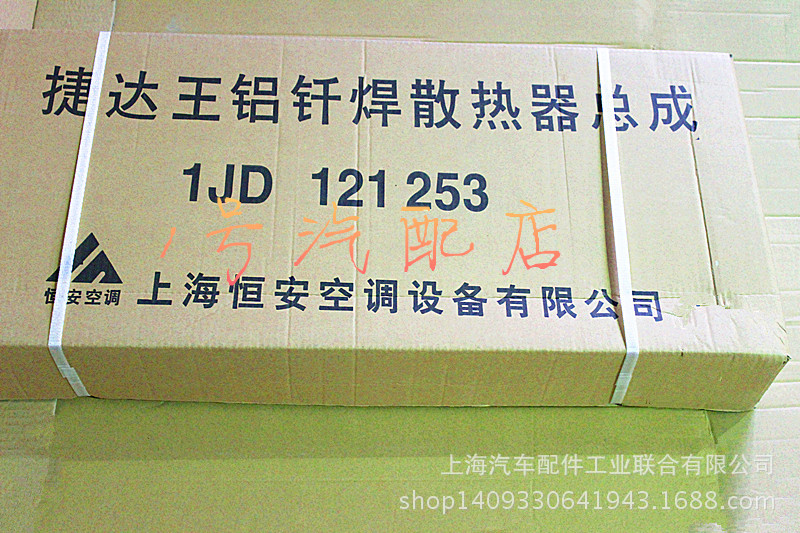 捷达王铝钎焊散热器总成
1JD 121 253
1号汽配店
恒安空调
上海恒安空调设备有限公司
上海汽车配件工业联合有限公司
shop1409330641943.1688.com